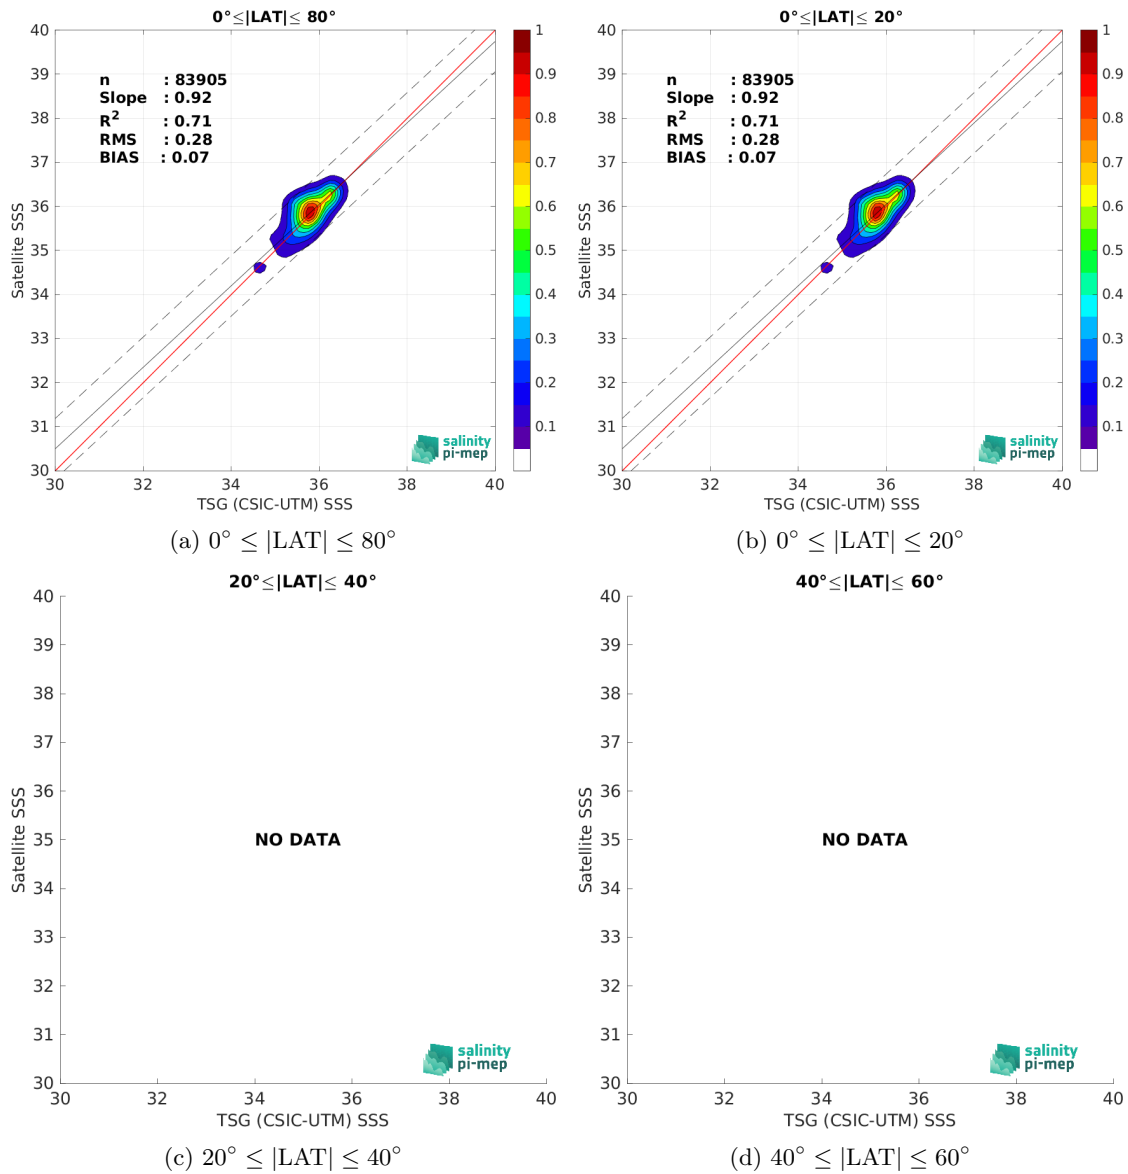 0°≤|LAT|≤ 80°
40
39
38
37
36
35
34
33
32
31
30
Satellite SSS
n : 83905
Slope : 0.92
R² : 0.71
RMS : 0.28
BIAS : 0.07
salinity
pi-mep
30 32 34 36 38 40
TSG (CSIC-UTM) SSS
1
0.9
0.8
0.7
0.6
0.5
0.4
0.3
0.2
0.1
(a) 0° ≤ |LAT| ≤ 80°
0°≤|LAT|≤ 20°
40
39
38
37
36
35
34
33
32
31
30
Satellite SSS
n : 83905
Slope : 0.92
R² : 0.71
RMS : 0.28
BIAS : 0.07
salinity
pi-mep
30 32 34 36 38 40
TSG (CSIC-UTM) SSS
1
0.9
0.8
0.7
0.6
0.5
0.4
0.3
0.2
0.1
(b) 0° ≤ |LAT| ≤ 20°
20°≤|LAT|≤ 40°
40
39
38
37
36
35
34
33
32
31
30
Satellite SSS
NO DATA
salinity
pi-mep
30 32 34 36 38 40
TSG (CSIC-UTM) SSS
(c) 20° ≤ |LAT| ≤ 40°
40°≤|LAT|≤ 60°
40
39
38
37
36
35
34
33
32
31
30
Satellite SSS
NO DATA
salinity
pi-mep
30 32 34 36 38 40
TSG (CSIC-UTM) SSS
(d) 40° ≤ |LAT| ≤ 60°